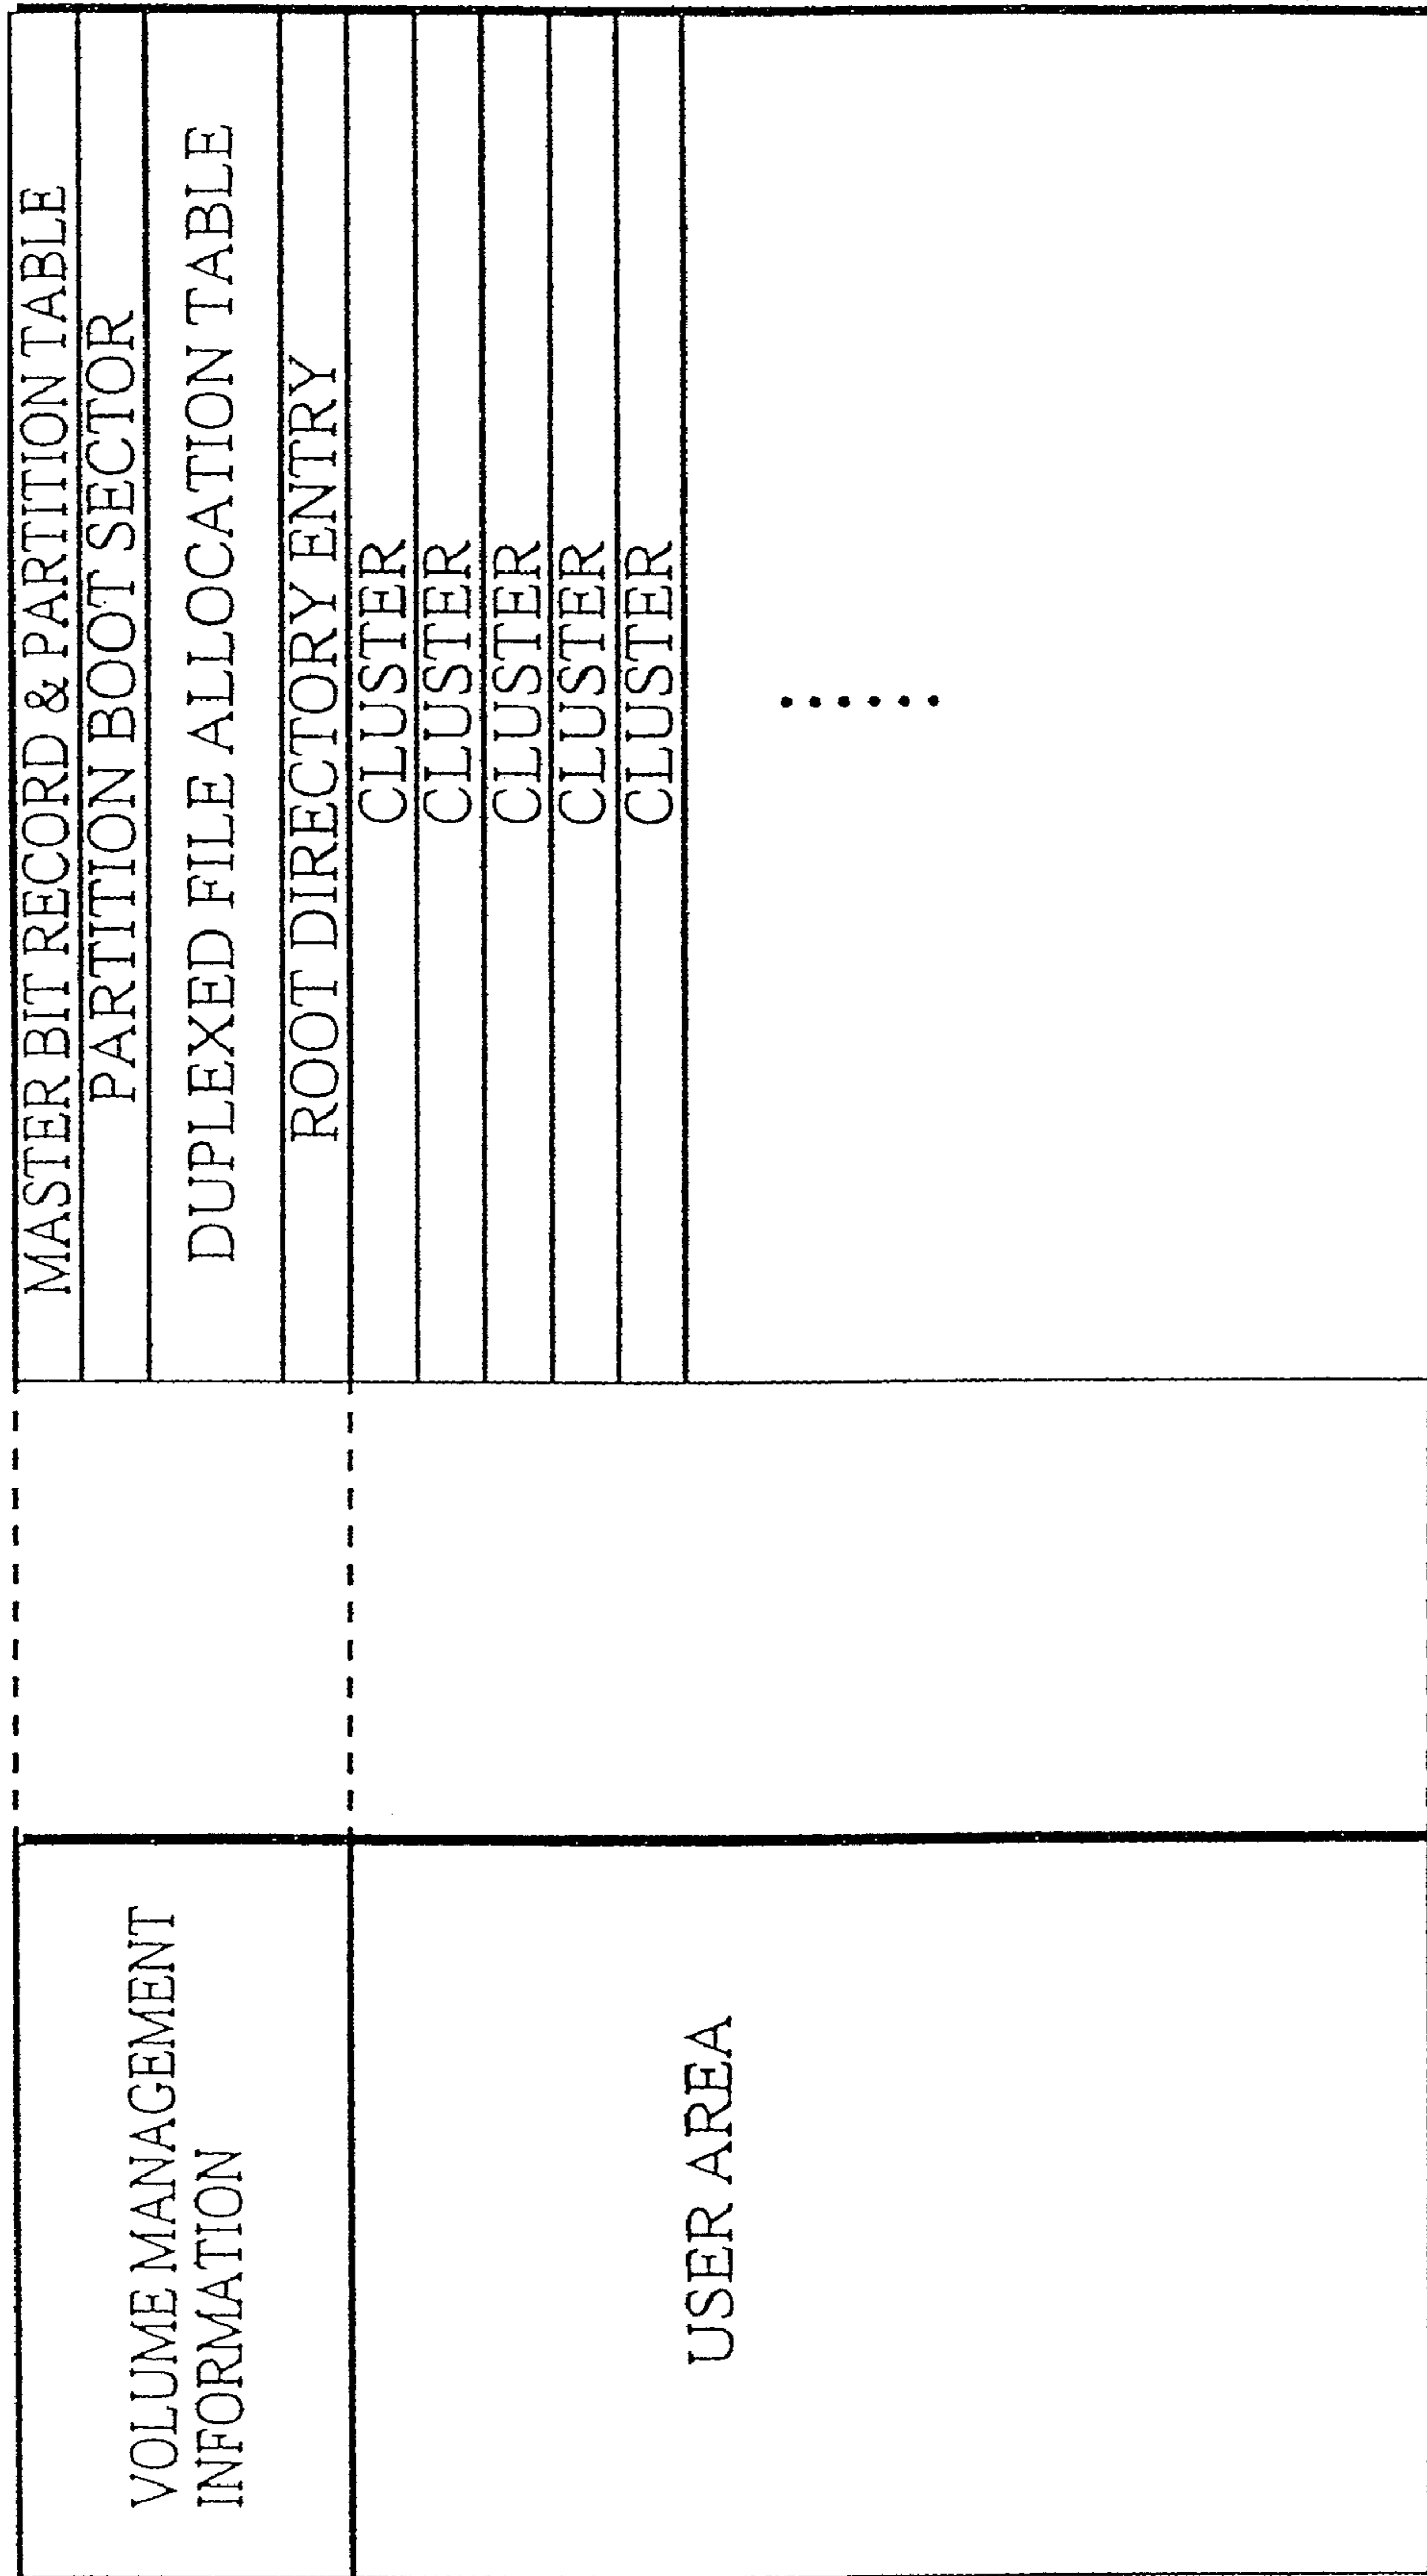 VOLUME MANAGEMENT
INFORMATION
USER AREA
MASTER BIT RECORD & PARTITION TABLE
PARTITION BOOT SECTOR
DUPLEXED FILE ALLOCATION TABLE
ROOT DIRECTORY ENTRY
CLUSTER
CLUSTER
CLUSTER
CLUSTER
CLUSTER
......